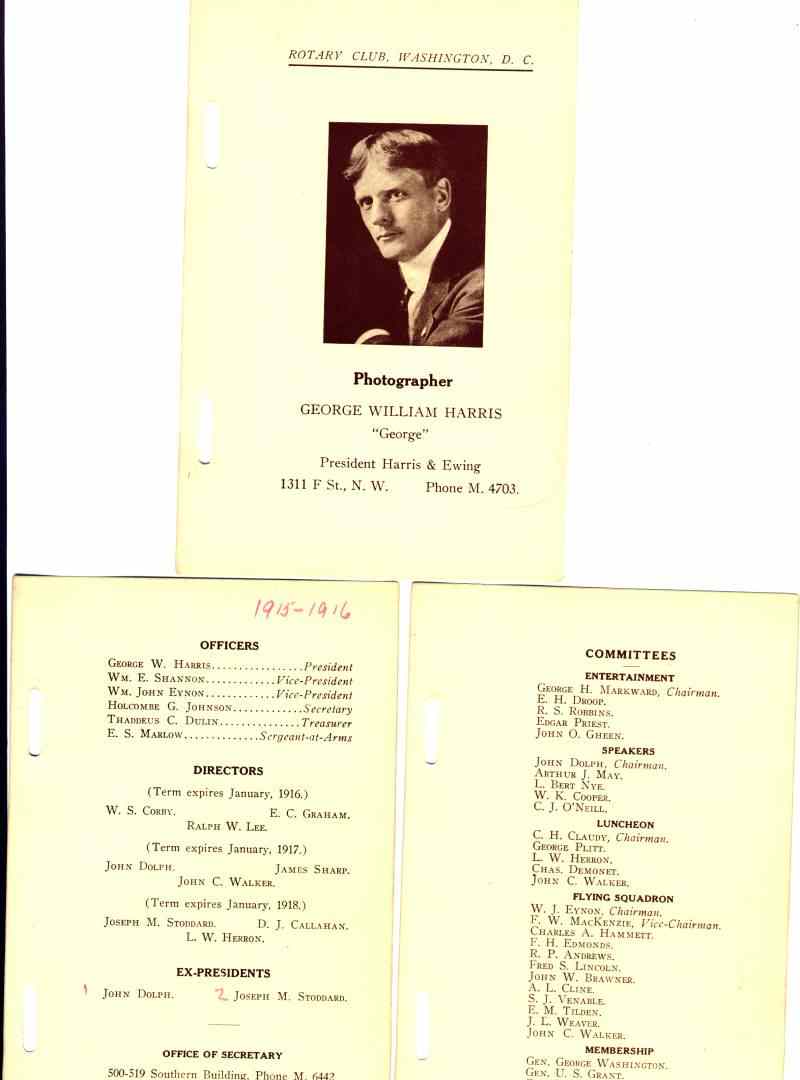 ROTARY CLUB, WASHINGTON, D. C.
Photographer
GEORGE WILLIAM HARRIS
"George"
President Harris & Ewing
1311 F St., N. W. Phone M. 4703.
1915-1916
OFFICERS
GEORGE W. HARRIS................President
WM. E. SHANNON.............Vice-President
WM. JOHN EYNON............Vice-President
HOLCOMBE G. JOHNSON.............Secretary
THADDEUS C. DULIN...............Treasurer
E. S. MARLOW..............Sergeant-at-Arms
DIRECTORS
(Term expires January, 1916.)
W. S. CORBY. E. C. GRAHAM.
RALPH W. LEE.
(Term expires January, 1917.)
JOHN DOLPH. JAMES SHARP.
JOHN C. WALKER.
(Term expires January, 1918.)
JOSEPH M. STODDARD. D. J. CALLAHAN.
L. W. HERRON.
EX-PRESIDENTS
1 JOHN DOLPH. 2 JOSEPH M. STODDARD.
OFFICE OF SECRETARY
500-519 Southern Building, Phone M. 6442
COMMITTEES
ENTERTAINMENT
GEORGE H. MARKWARD, Chairman.
E. H. DROOP.
R. S. ROBBINS.
EDGAR PRIEST.
JOHN O. GHEEN.
SPEAKERS
JOHN DOLPH, Chairman.
ARTHUR J. MAY.
L. BERT NYE.
W. K. COOPER.
C. J. O'NEILL.
LUNCHEON
C. H. CLAUDY, Chairman.
GEORGE PLITT.
L. W. HERRON.
CHAS. DEMONET.
JOHN C. WALKER.
FLYING SQUADRON
W. J. EYNON, Chairman.
F. W. MACKENZIE, Vice-Chairman.
CHARLES A. HAMMETT.
F. H. EDMONDS.
R. P. ANDREWS.
FRED S. LINCOLN.
JOHN W. BRAWNER.
A. L. CLINE.
S. J. VENABLE.
E. M. TILDEN.
J. L. WEAVER.
JOHN C. WALKER.
MEMBERSHIP
GEN. GEORGE WASHINGTON.
GEN. U. S. GRANT.